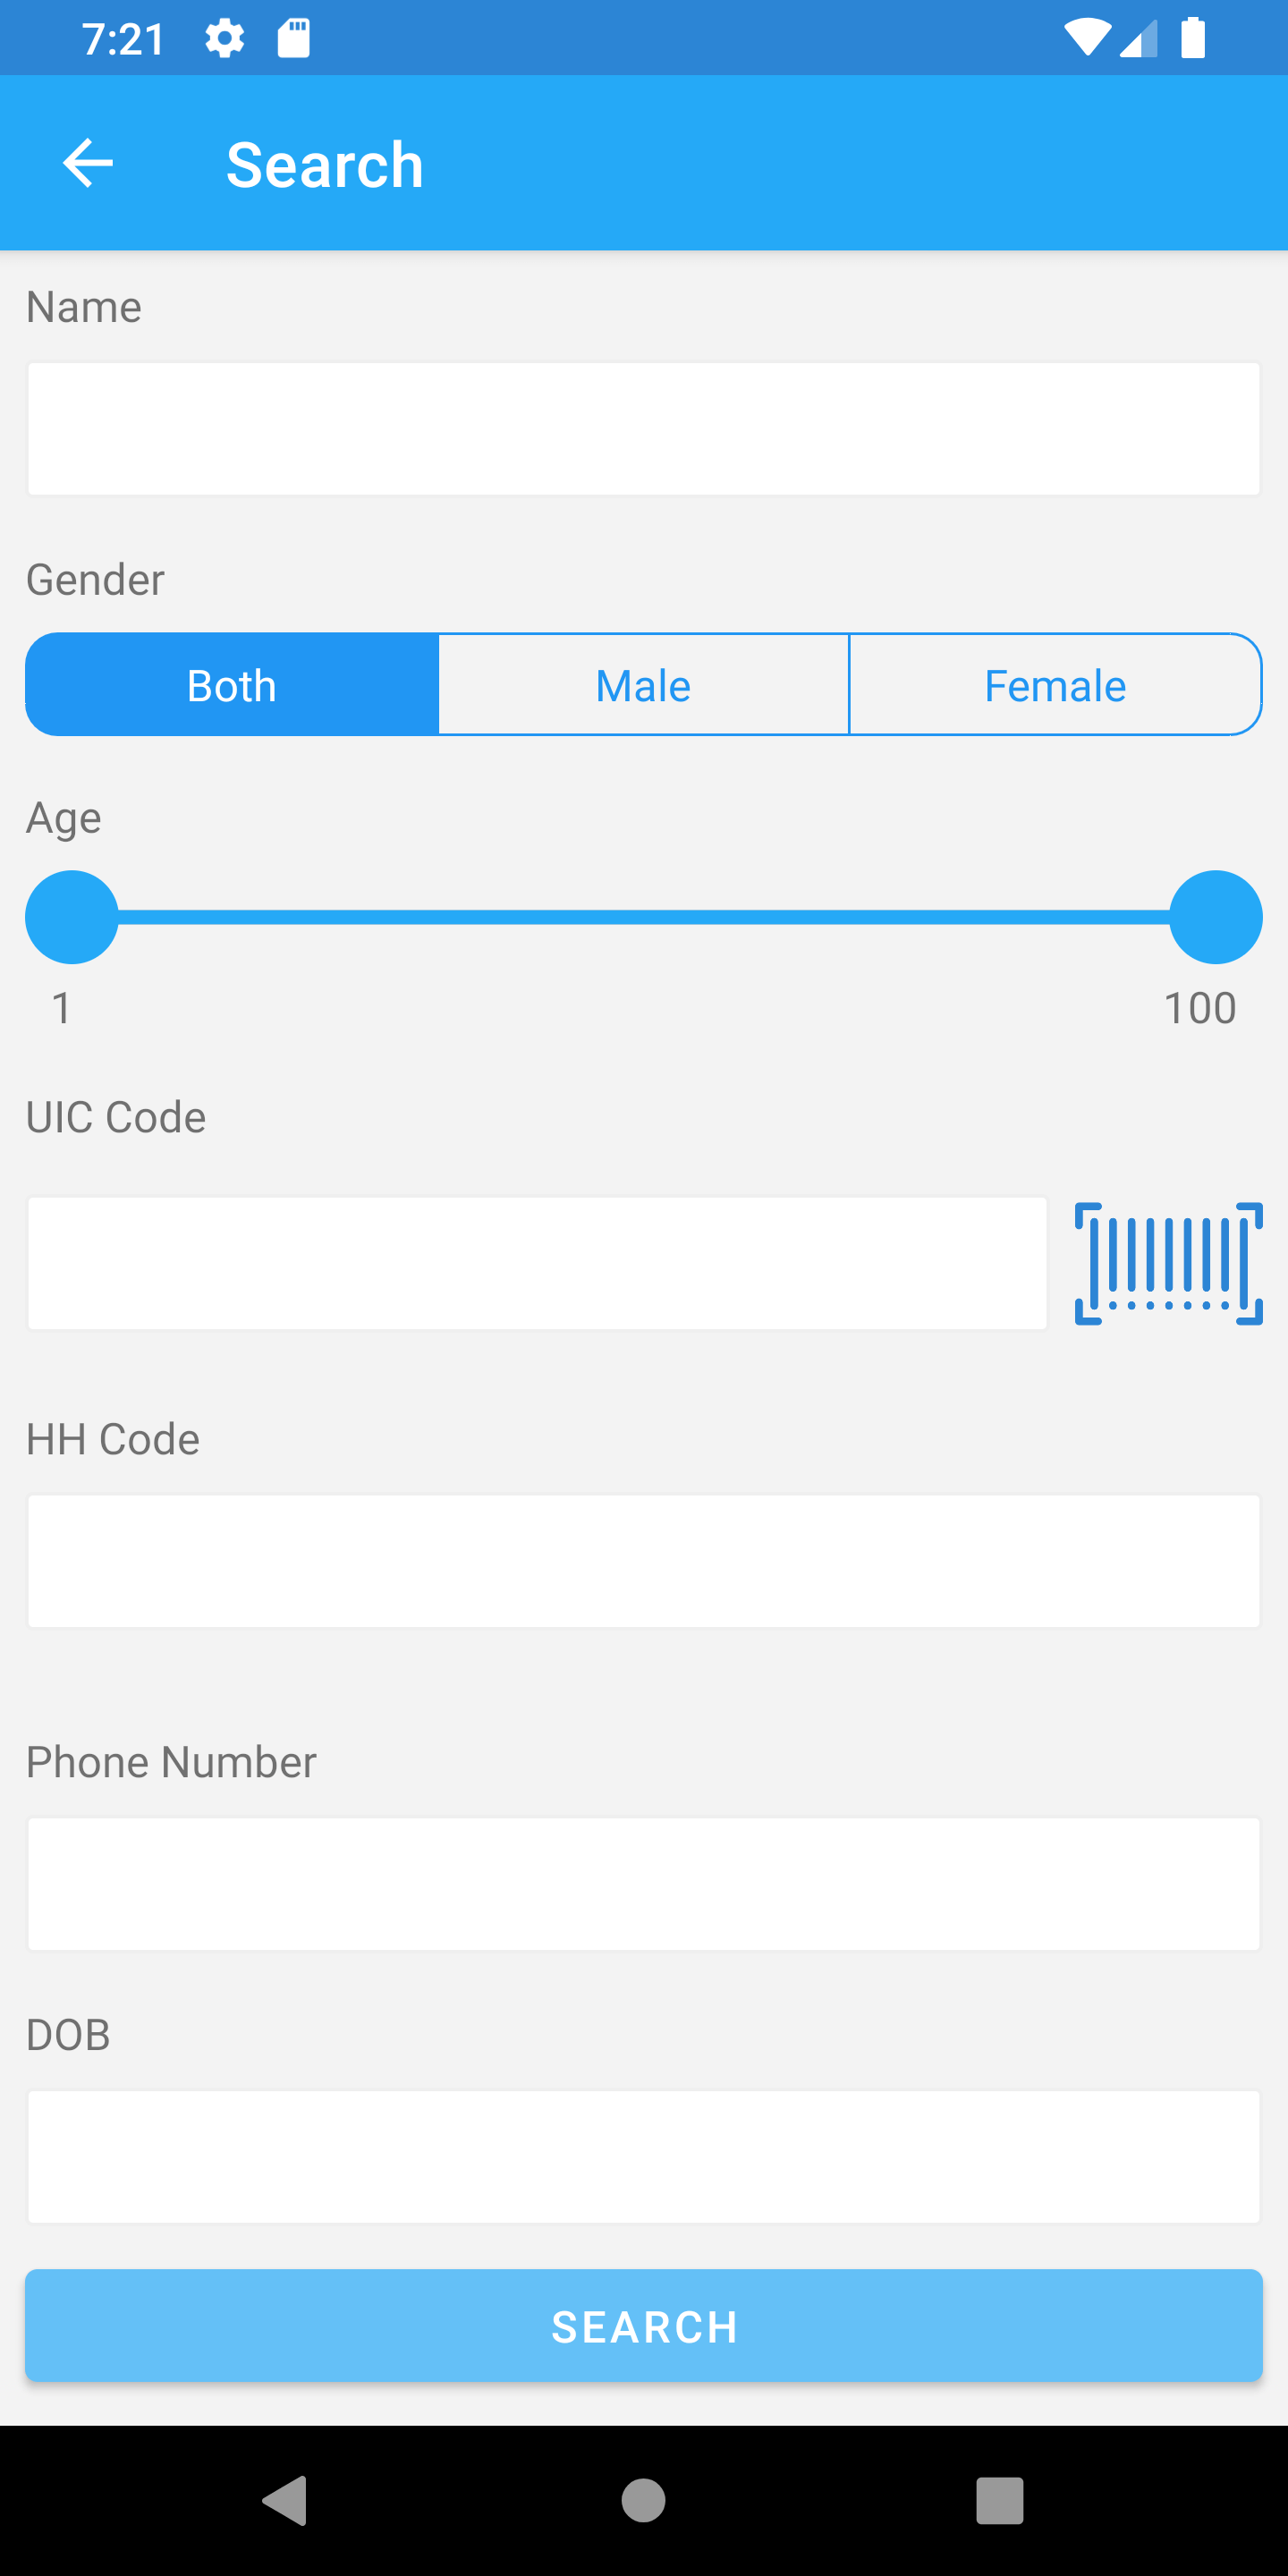 7:21
Search
Name
Gender
Both Male Female
Age
1 100
UIC Code
HH Code
Phone Number
DOB
SEARCH